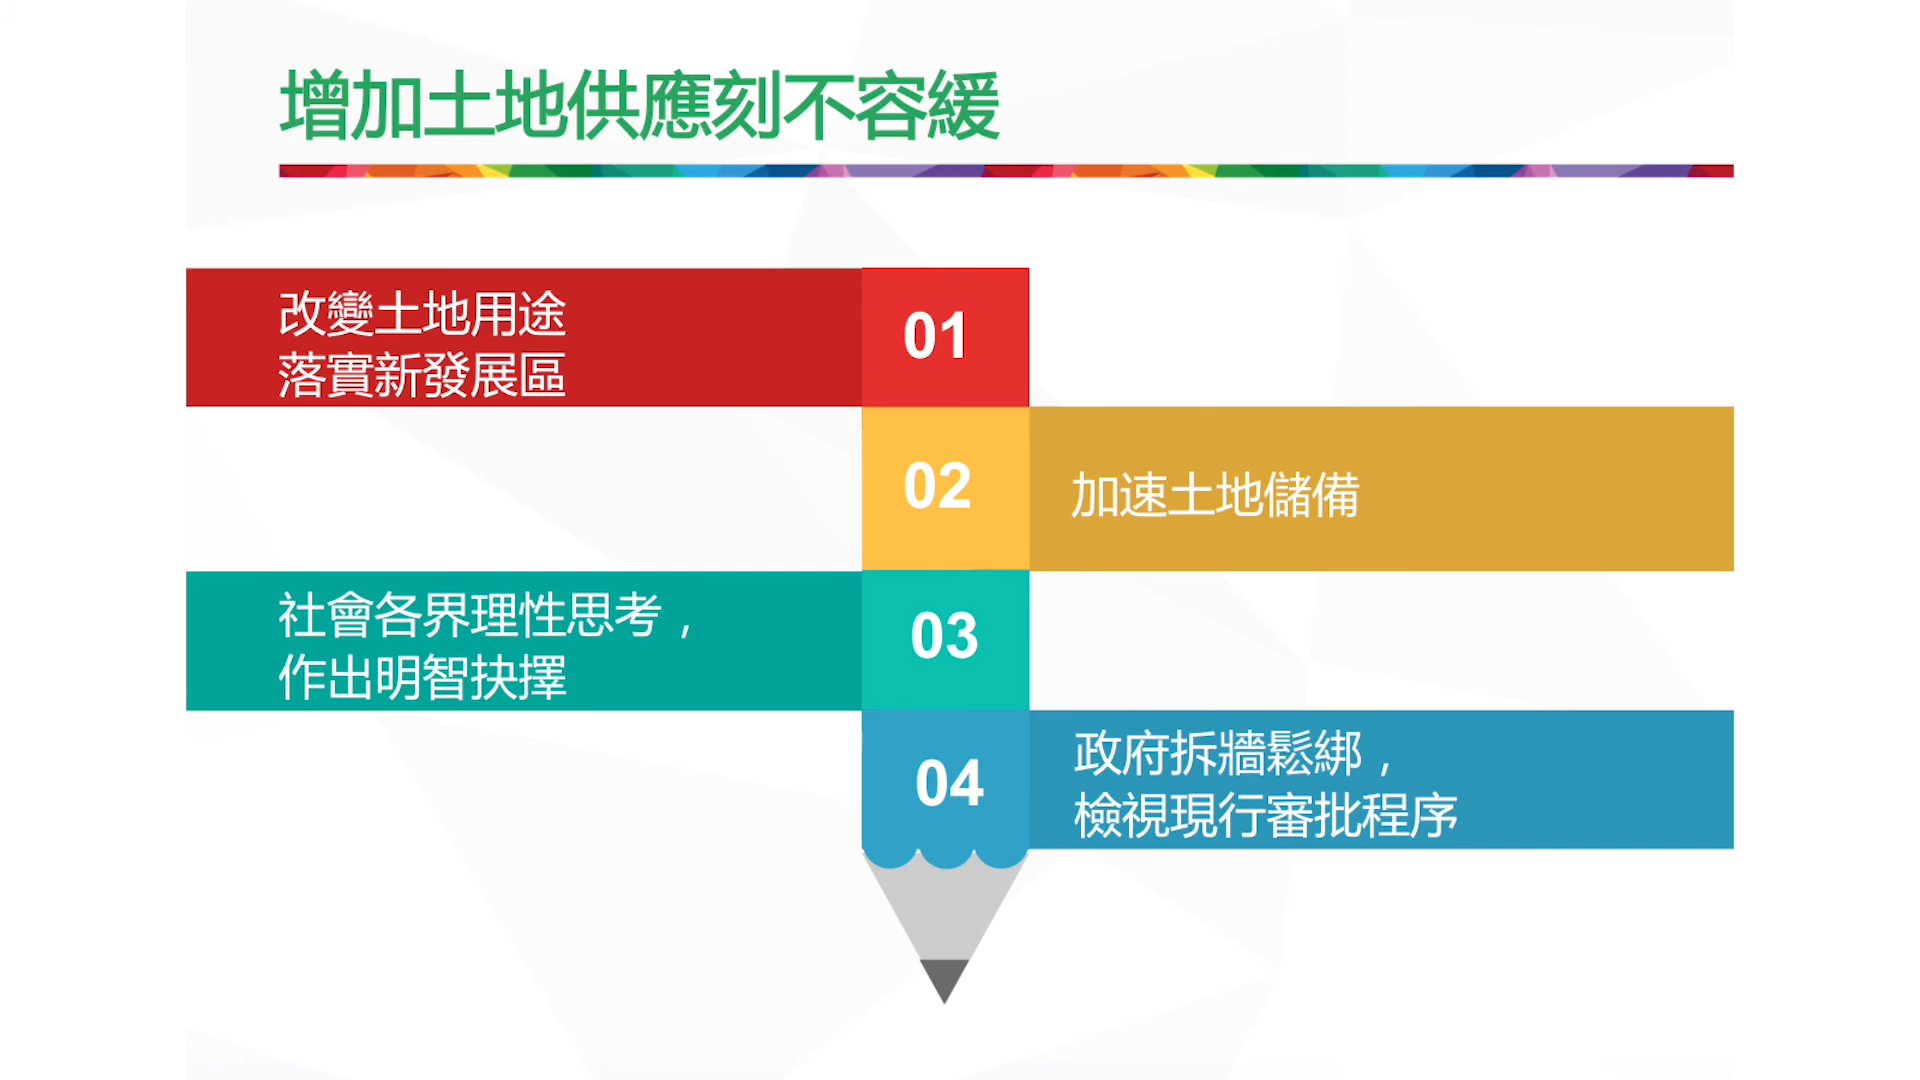 增加土地供應刻不容緩
改變土地用途
落實新發展區
01
02
加速土地儲備
社會各界理性思考，
作出明智抉擇
03
04
政府拆牆鬆綁，
檢視現行審批程序